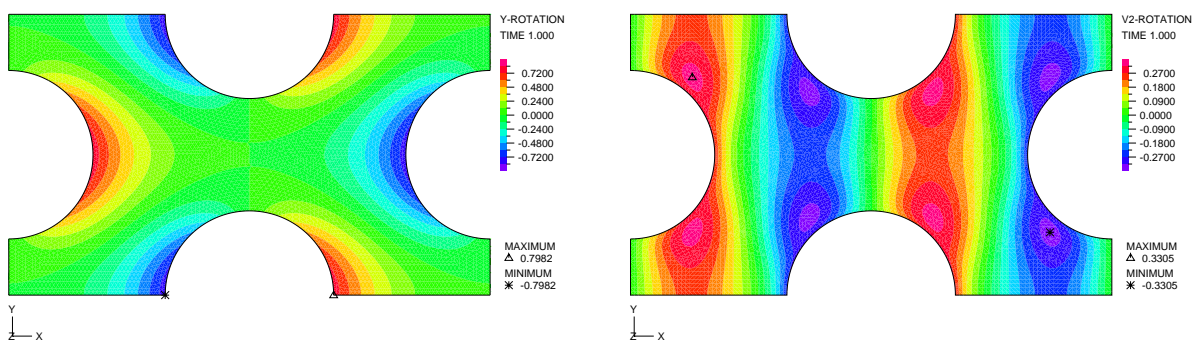 Y-ROTATION
TIME 1.000
0.7200
0.4800
0.2400
0.0000
-0.2400
-0.4800
-0.7200
MAXIMUM
0.7982
MINIMUM
-0.7982
Y
Z X
V2-ROTATION
TIME 1.000
0.2700
0.1800
0.0900
0.0000
-0.0900
-0.1800
-0.2700
MAXIMUM
0.3305
MINIMUM
-0.3305
Y
Z X